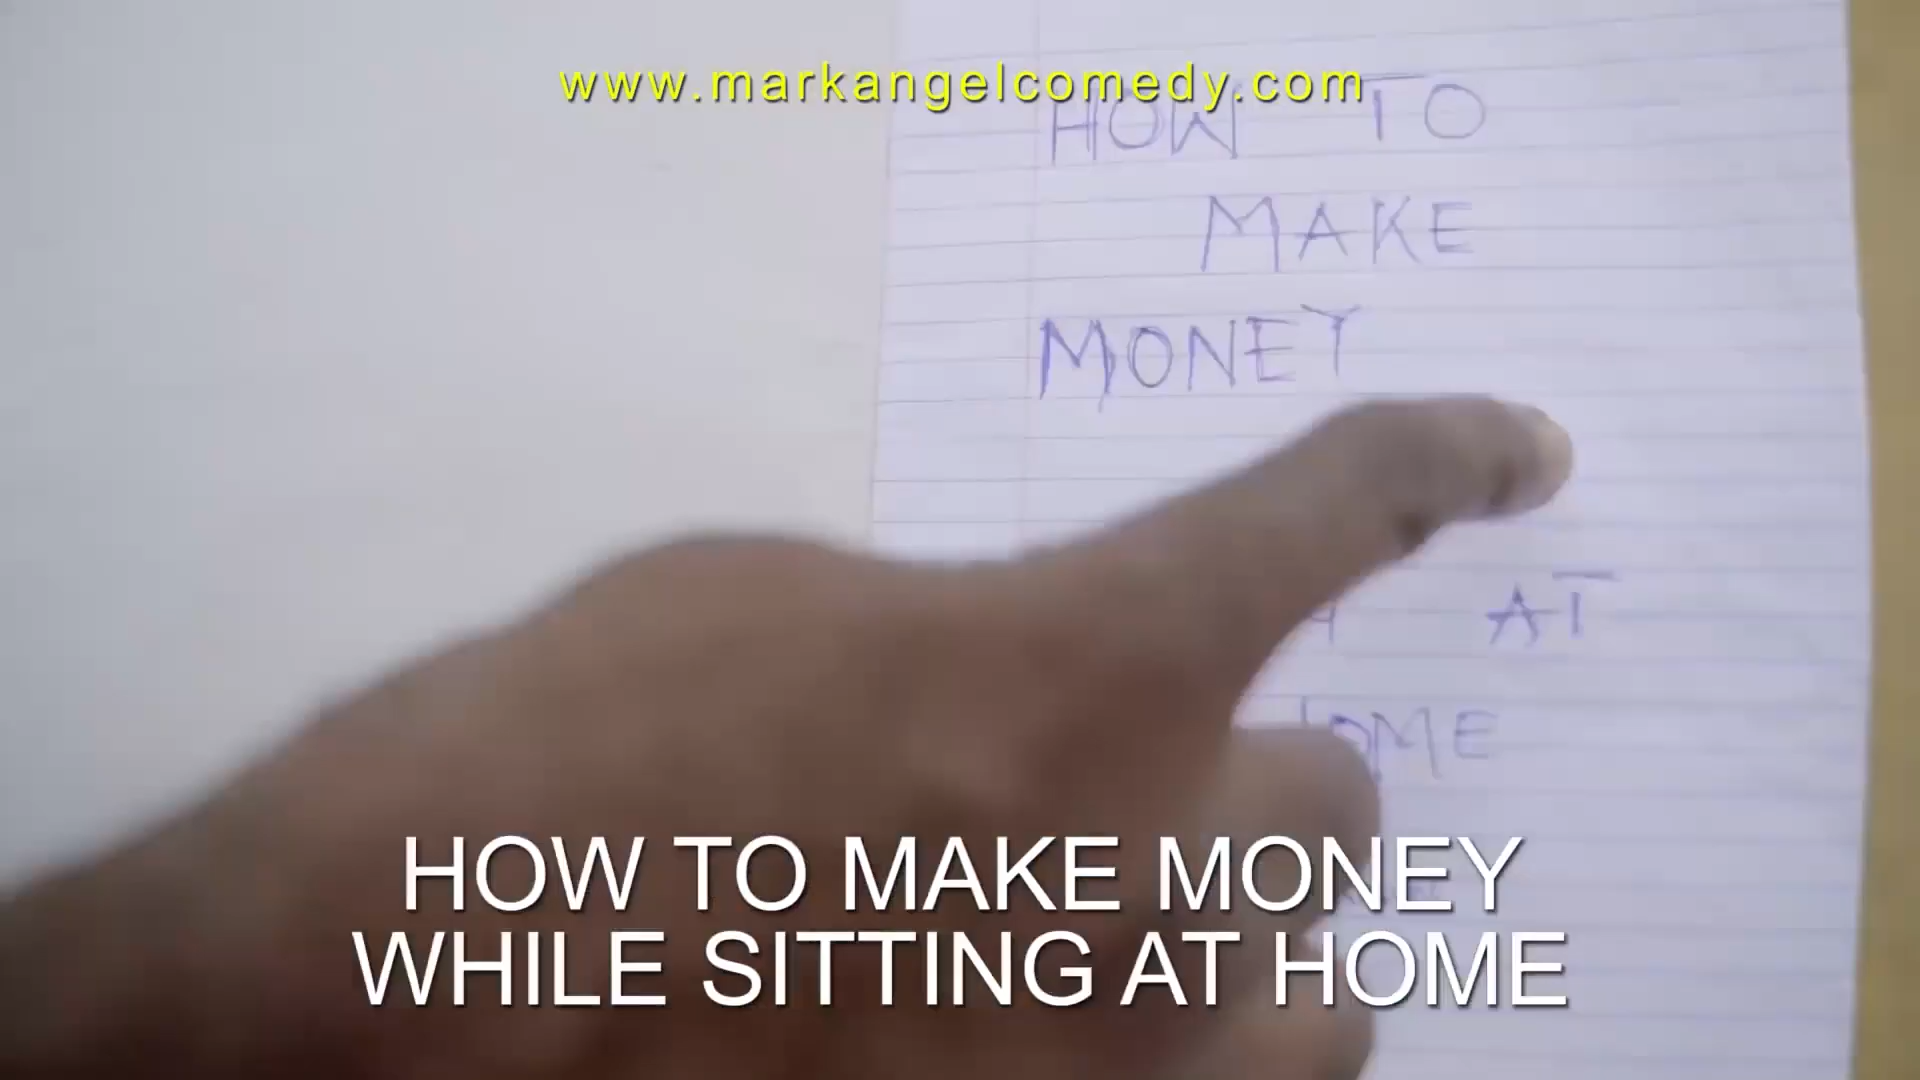 www.markangelcomedy.com
HOW TO
MAKE
MONEY
AT
HOW TO MAKE MONEY
WHILE SITTING AT HOME